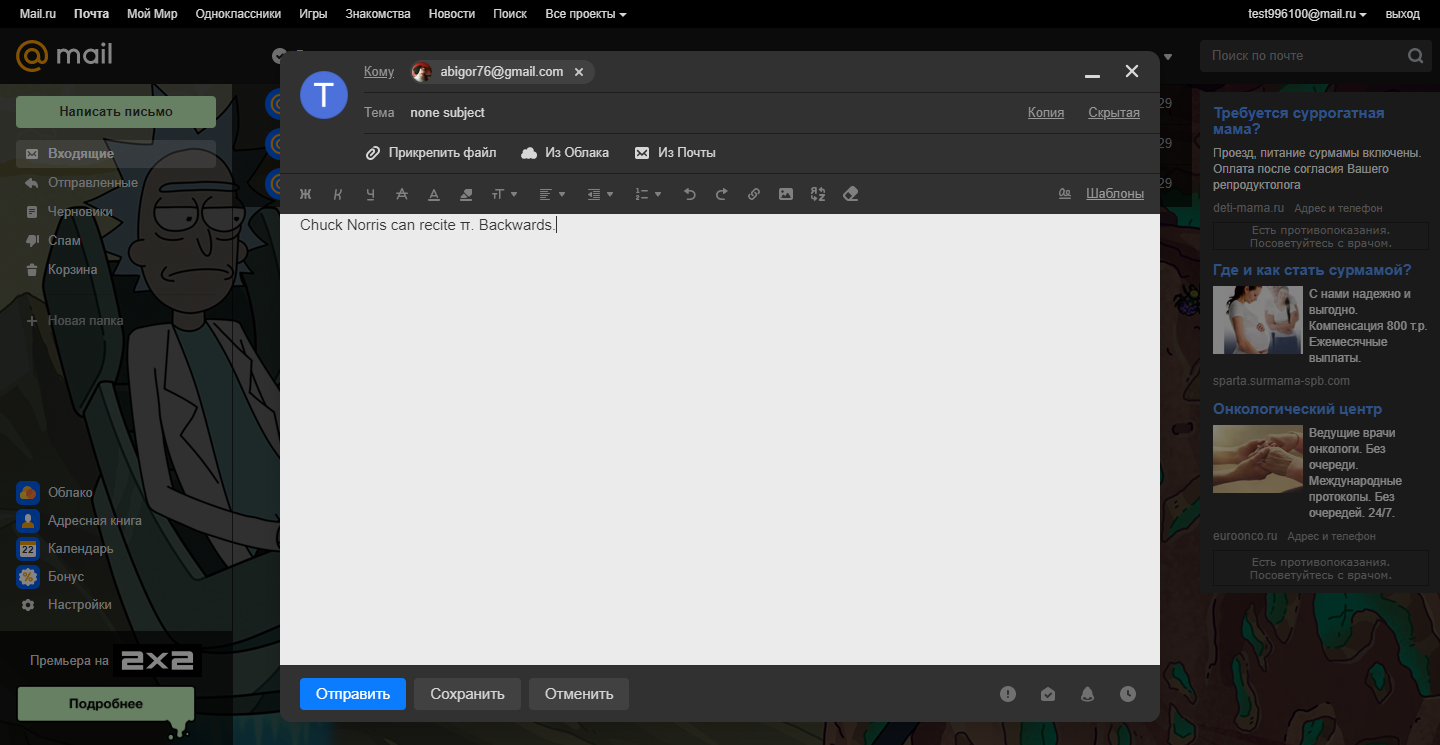 Mail.ru Почта Мой Мир Одноклассники Игры Знакомства Новости Поиск Все проекты test996100@mail.ru выход
@mail
Поиск по почте
Написать письмо
Входящие
Отправленные
Черновики
Спам
Корзина
Новая папка
Облако
Адресная книга
22 Календарь
% Бонус
Настройки
Премьера на 2X2
Подробнее
T
Кому abigor76@gmail.com
Тема none subject Копия Скрытая
Прикрепить файл Из Облака Из Почты
Ж К Ч А А тТ Шаблоны
Chuck Norris can recite π. Backwards.
Отправить Сохранить Отменить
29
29
29
Требуется суррогатная
мама?
Проезд, питание сурмамы включены.
Оплата после согласия Вашего
репродуктолога
deti-mama.ru Адрес и телефон
Есть противопоказания.
Посоветуйтесь с врачом.
Где и как стать сурмамой?
С нами надежно и
выгодно.
Компенсация 800 т.р.
Ежемесячные
выплаты.
sparta.surmama-spb.com
Онкологический центр
Ведущие врачи
онкологи. Без
очереди.
Международные
протоколы. Без
очередей. 24/7.
euroonco.ru Адрес и телефон
Есть противопоказания.
Посоветуйтесь с врачом.